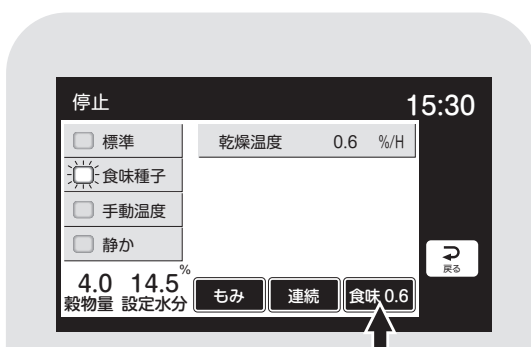 停止 15:30
標準
食味種子
手動温度
静か
乾燥温度 0.6 %/H
戻る
4.0 14.5%
穀物量 設定水分
もみ 連続 食味 0.6